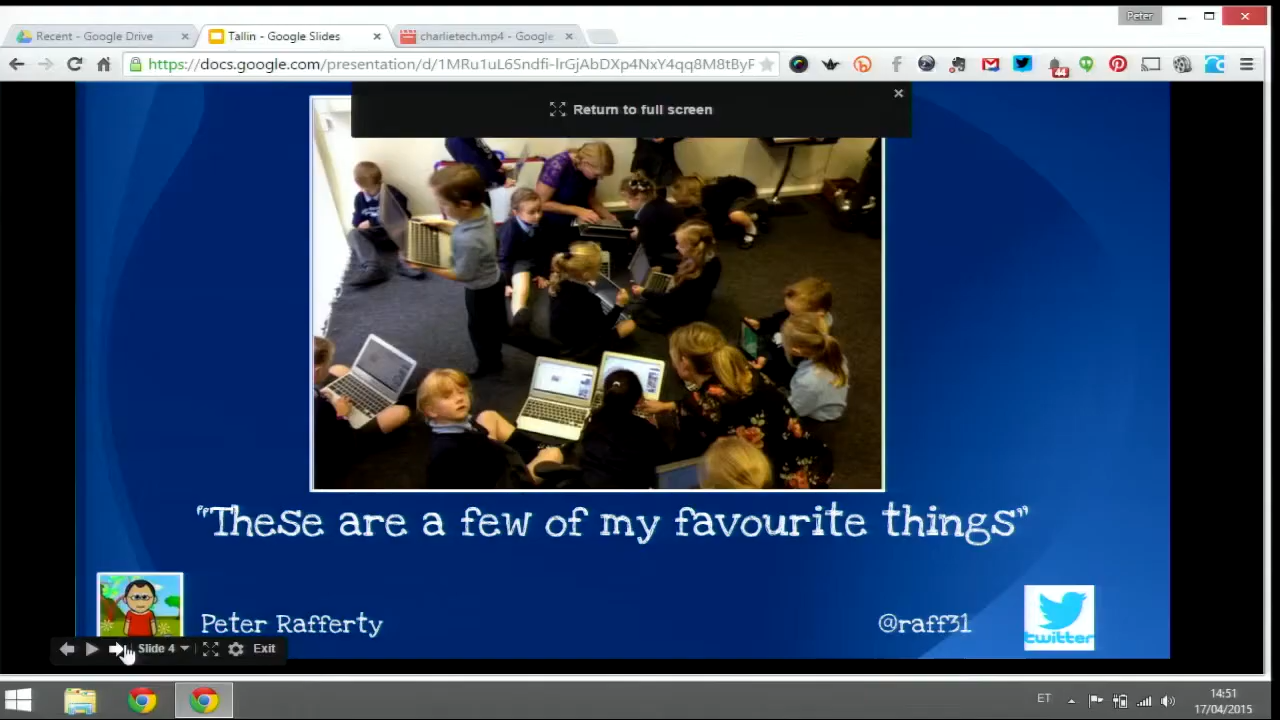 Peter
Recent - Google Drive
Tallin - Google Slides
charlietech.mp4 - Google
https://docs.google.com/presentation/d/1MRu1uL6Sndfi-lrGjAbDXp4NxY4qq8M8tByF
44
Return to full screen
"These are a few of my favourite things"
Peter Rafferty
@raff31
twitter
Slide 4
Exit
ET
14:51
17/04/2015